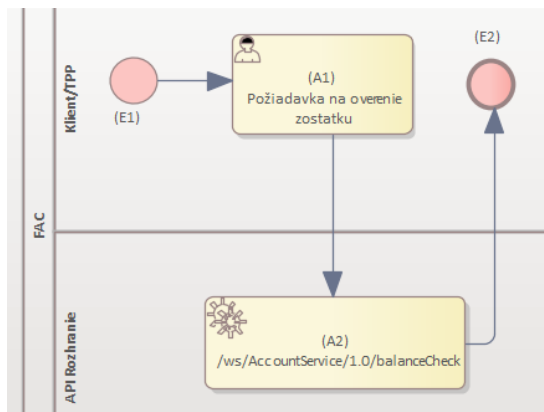 FAC
Klient/TPP
(E1)
(A1)
Požiadavka na overenie
zostatku
(E2)
API Rozhranie
(A2)
/ws/AccountService/1.0/balanceCheck